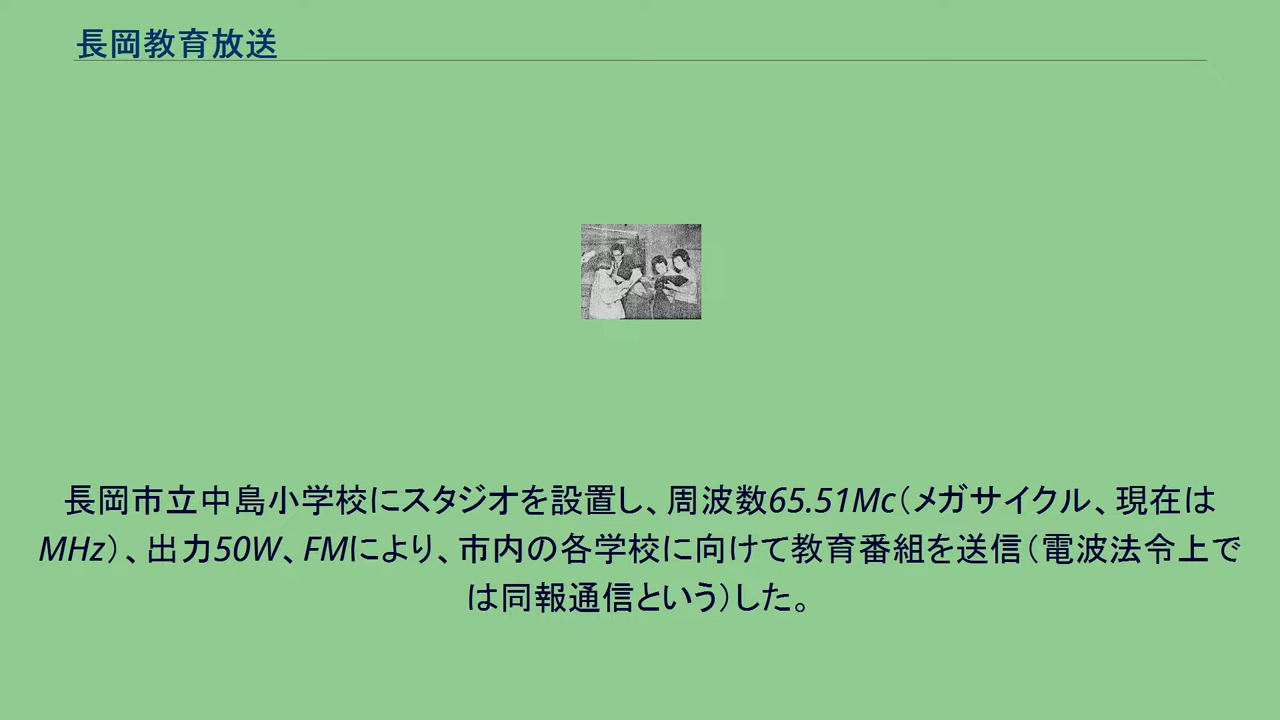 長岡教育放送
長岡市立中島小学校にスタジオを設置し、周波数65.51Mc(メガサイクル、現在は
MHz)、出力50W、FMにより、市内の各学校に向けて教育番組を送信(電波法令上で
は同報通信という)した。